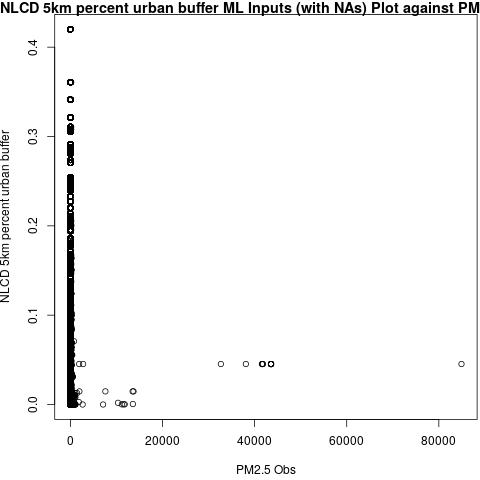 NLCD 5km percent urban buffer ML Inputs (with NAs) Plot against PM
NLCD 5km percent urban buffer
0.4
0.3
0.2
0.1
0.0
0 20000 40000 60000 80000
PM2.5 Obs